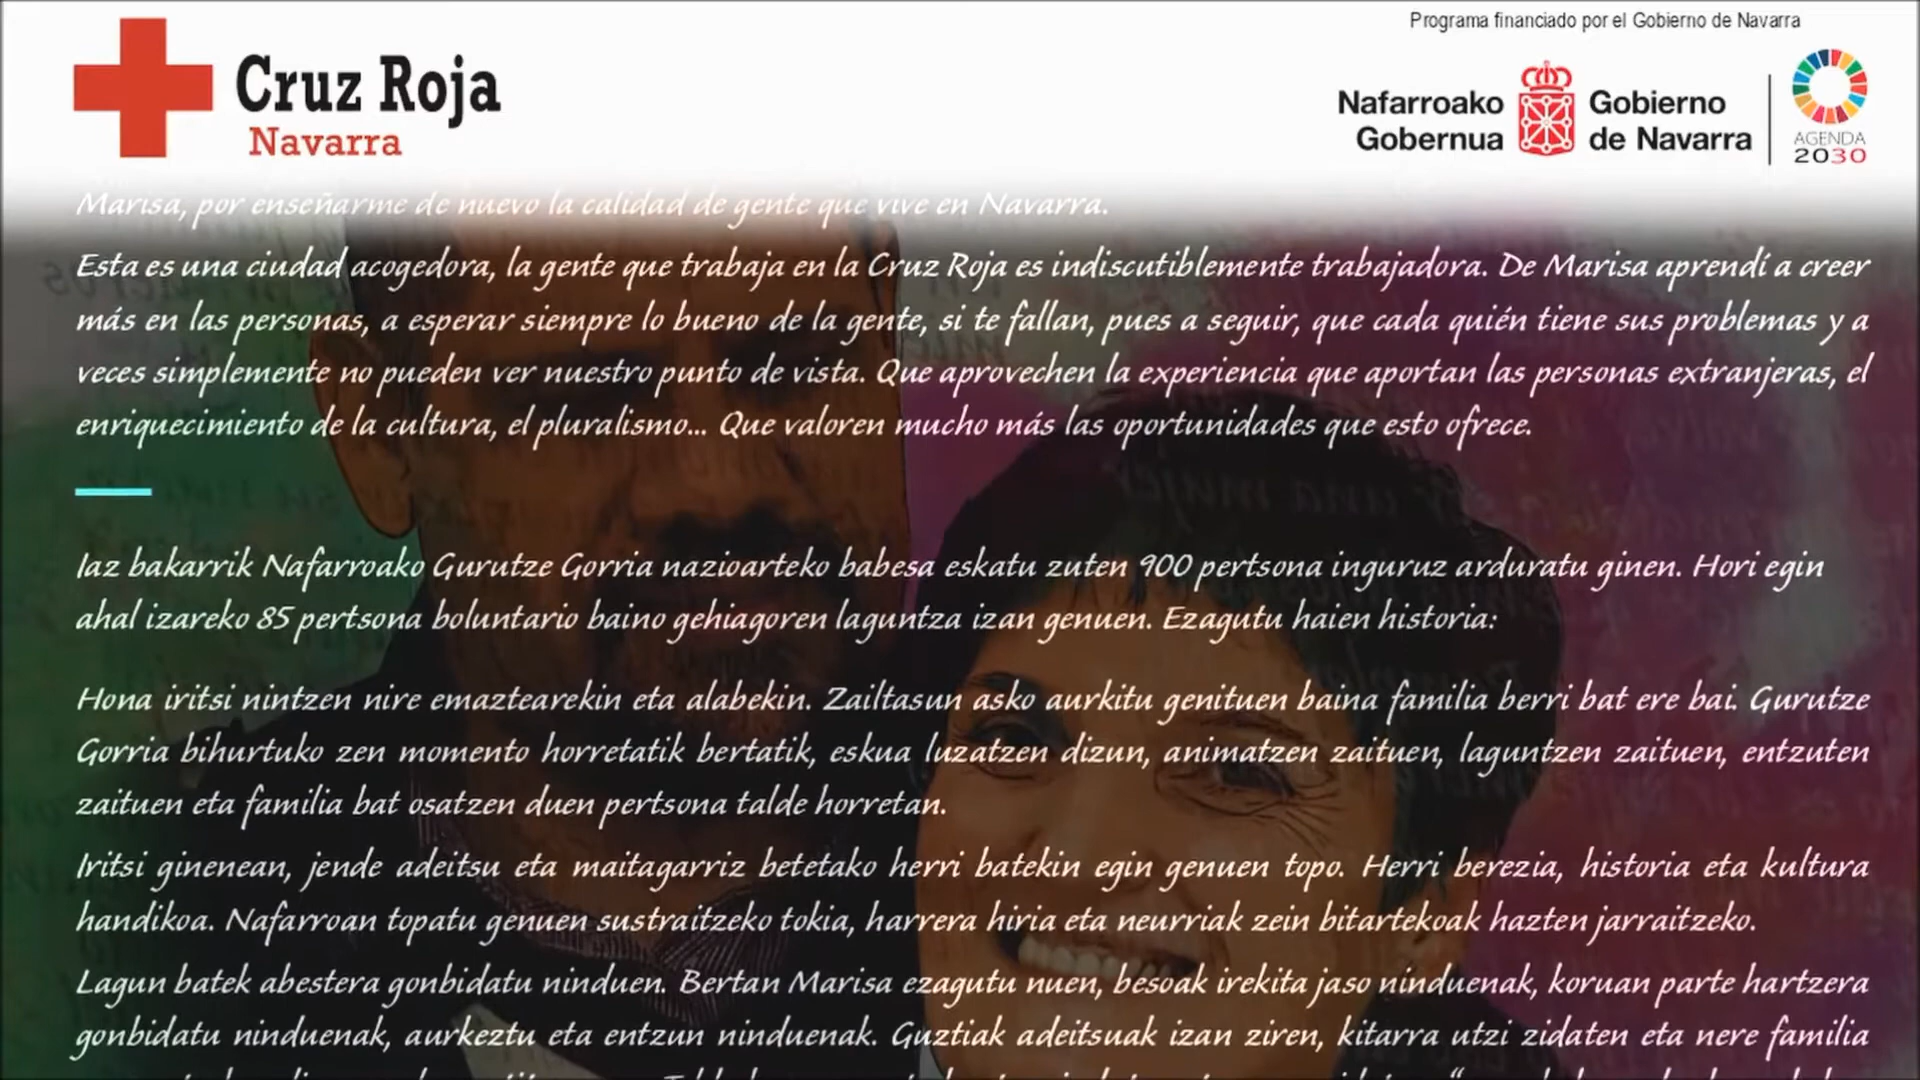 Programa financiado por el Gobierno de Navarra
Cruz Roja
Navarra
Nafarroako
Gobernua
Gobierno
de Navarra
AGENDA
2030
Marisa, por enseñarme de nuevo la calidad de gente que vive en Navarra.
Esta es una ciudad acogedora, la gente que trabaja en la Cruz Roja es indiscutiblemente trabajadora. De Marisa aprendí a creer
más en las personas, a esperar siempre lo bueno de la gente, si te fallan, pues a seguir, que cada quién tiene sus problemas y a
veces simplemente no pueden ver nuestro punto de vista. Que aprovechen la experiencia que aportan las personas extranjeras, el
enriquecimiento de la cultura, el pluralismo... Que valoren mucho más las oportunidades que esto ofrece.
Iaz bakarrik Nafarroako Gurutze Gorria nazioarteko babesa eskatu zuten 900 pertsona inguruz arduratu ginen. Hori egin
ahal izareko 85 pertsona boluntario baino gehiagoren laguntza izan genuen. Ezagutu haien historia:
Hona iritsi nintzen nire emaztearekin eta alabekin. Zailtasun asko aurkitu genituen baina familia berri bat ere bai. Gurutze
Gorria bihurtuko zen momento horretatik bertatik, eskua luzatzen dizun, animatzen zaituen, laguntzen zaituen, entzuten
zaituen eta familia bat osatzen duen pertsona talde horretan.
Iritsi ginenean, jende adeitsu eta maitagarriz betetako herri batekin egin genuen topo. Herri berezia, historia eta kultura
handikoa. Nafarroan topatu genuen sustraitzeko tokia, harrera hiria eta neurriak zein bitartekoak hazten jarraitzeko.
Lagun batek abestera gonbidatu ninduen. Bertan Marisa ezagutu nuen, besoak irekita jaso ninduenak, koruan parte hartzera
gonbidatu ninduenak, aurkeztu eta entzun ninduenak. Guztiak adeitsuak izan ziren, kitarra utzi zidaten eta nere familia